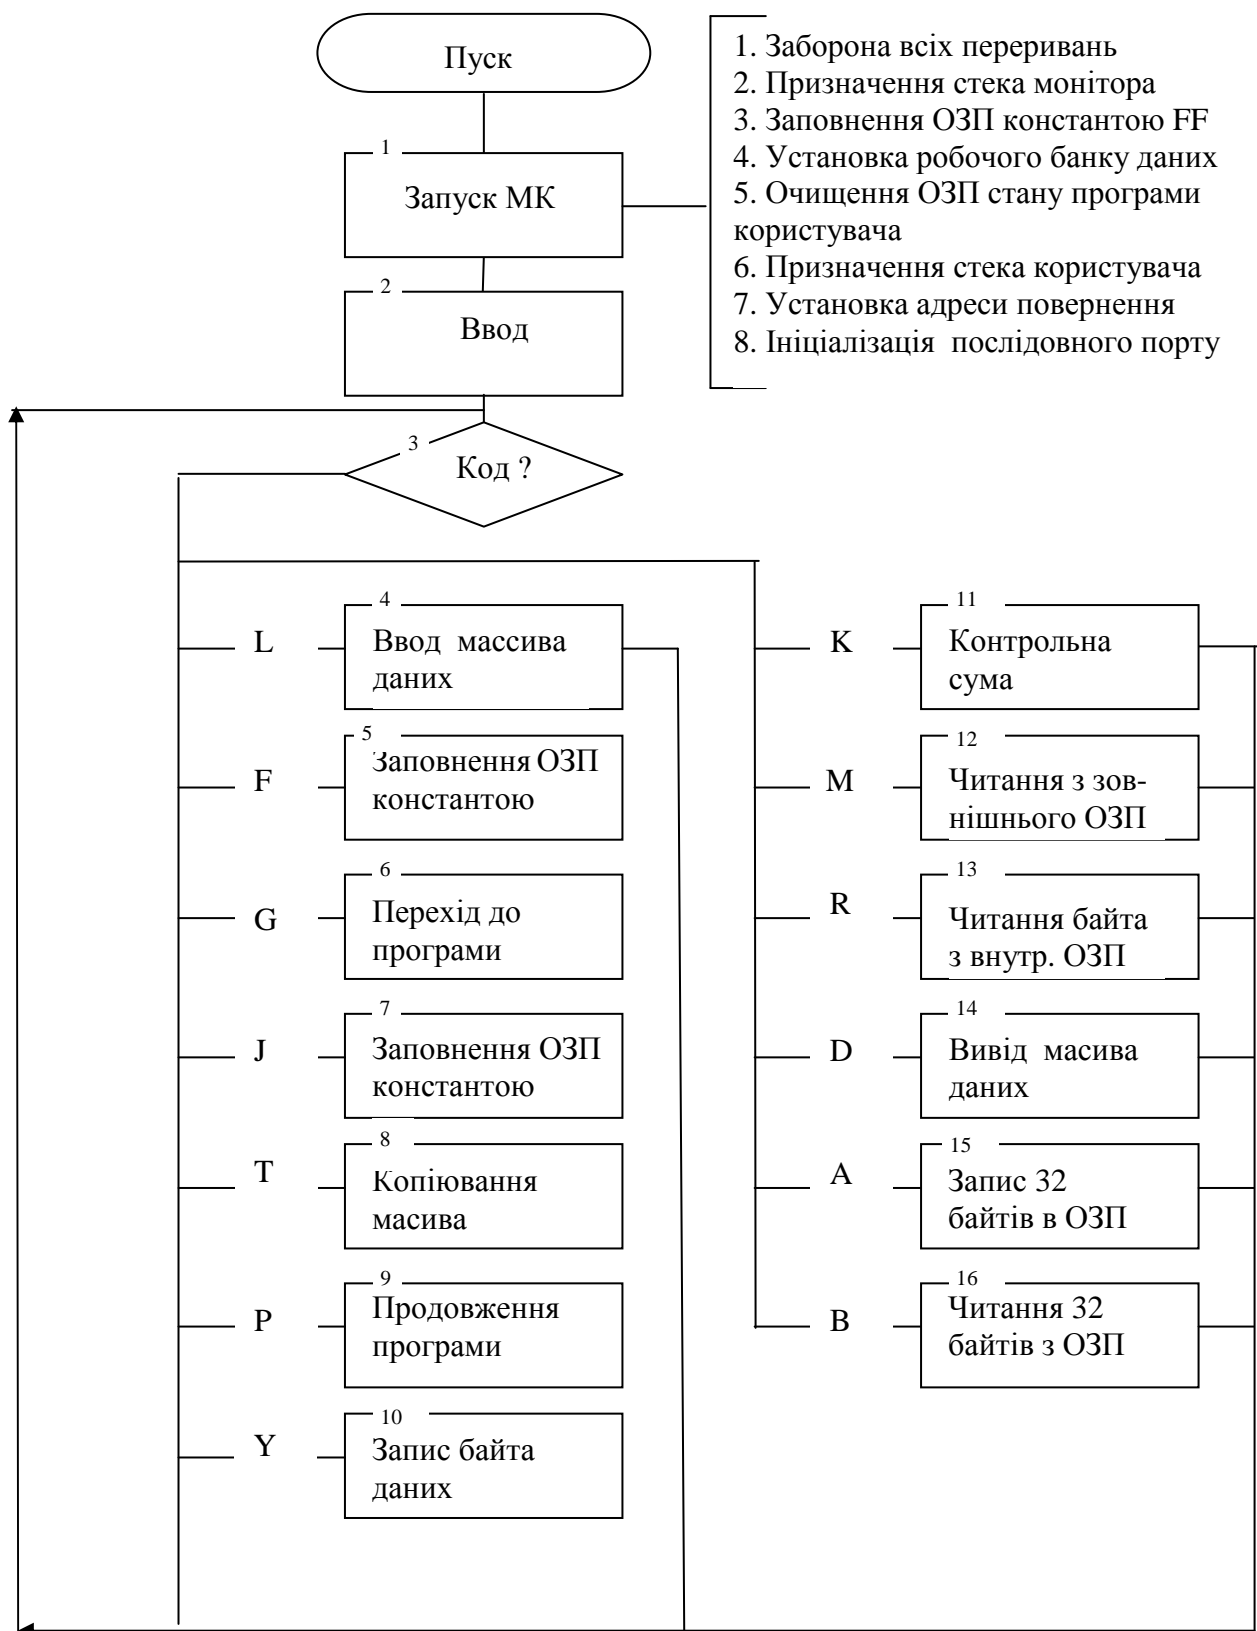 Пуск
1. Заборона всіх переривань
2. Призначення стека монітора
3. Заповнення ОЗП константою FF
4. Установка робочого банку даних
5. Очищення ОЗП стану програми
користувача
6. Призначення стека користувача
7. Установка адреси повернення
8. Ініціалізація послідовного порту
1
Запуск МК
2
Ввод
3
Код ?
L
4
Ввод массива
даних
F
5
Заповнення ОЗП
константою
G
6
Перехід до
програми
J
7
Заповнення ОЗП
константою
T
8
Копіювання
масива
P
9
Продовження
програми
Y
10
Запис байта
даних
K
11
Контрольна
сума
M
12
Читання з зов-
нішнього ОЗП
R
13
Читання байта
з внутр. ОЗП
D
14
Вивід масива
даних
A
15
Запис 32
байтів в ОЗП
B
16
Читання 32
байтів з ОЗП